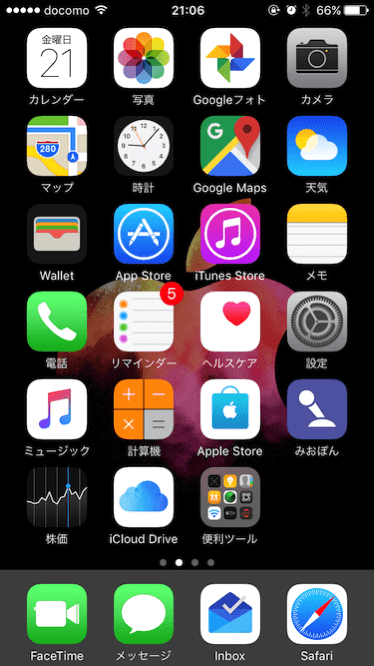 docomo 21:06 66%
金曜日
21
カレンダー 写真 Googleフォト カメラ
280 G
マップ 時計 Google Maps 天気
Wallet App Store iTunes Store メモ
5
電話 リマインダー ヘルスケア 設定
ミュージック 計算機 Apple Store みおぽん
株価 iCloud Drive 便利ツール
FaceTime メッセージ Inbox Safari